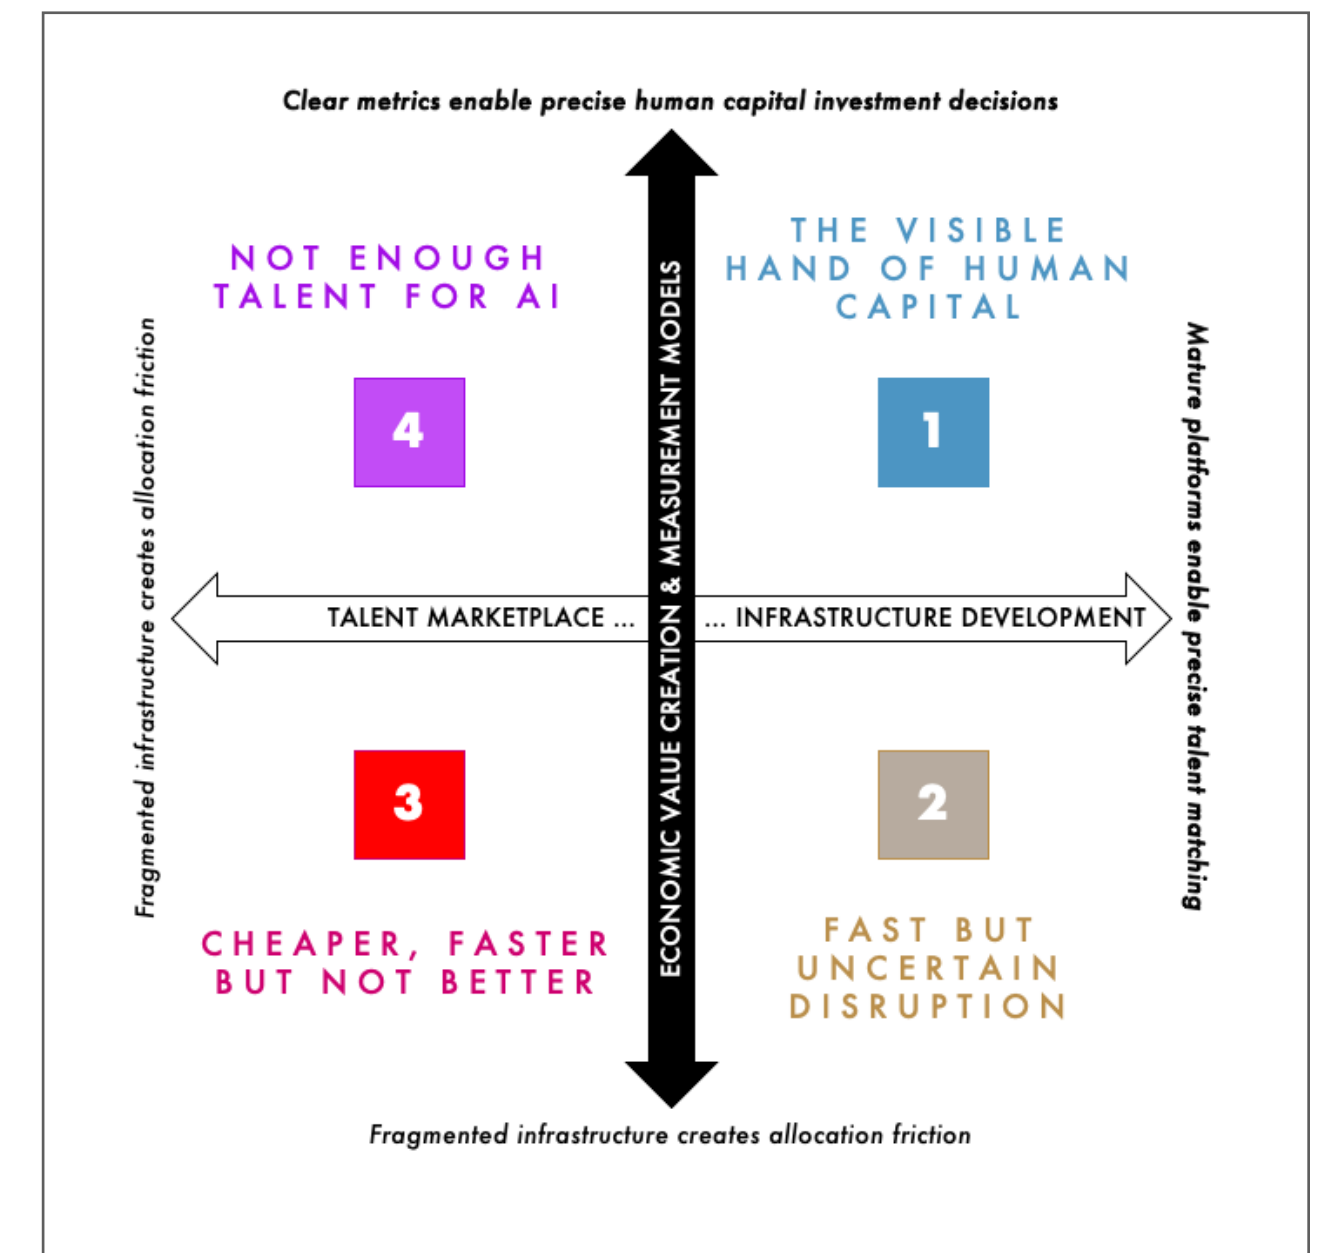 Clear metrics enable precise human capital investment decisions
NOT ENOUGH
TALENT FOR AI
THE VISIBLE
HAND OF HUMAN
CAPITAL
4
1
Fragmented infrastructure creates allocation friction
ECONOMIC VALUE CREATION & MEASUREMENT MODELS
Mature platforms enable precise talent matching
TALENT MARKETPLACE ...
... INFRASTRUCTURE DEVELOPMENT
3
2
CHEAPER, FASTER
BUT NOT BETTER
FAST BUT
UNCERTAIN
DISRUPTION
Fragmented infrastructure creates allocation friction